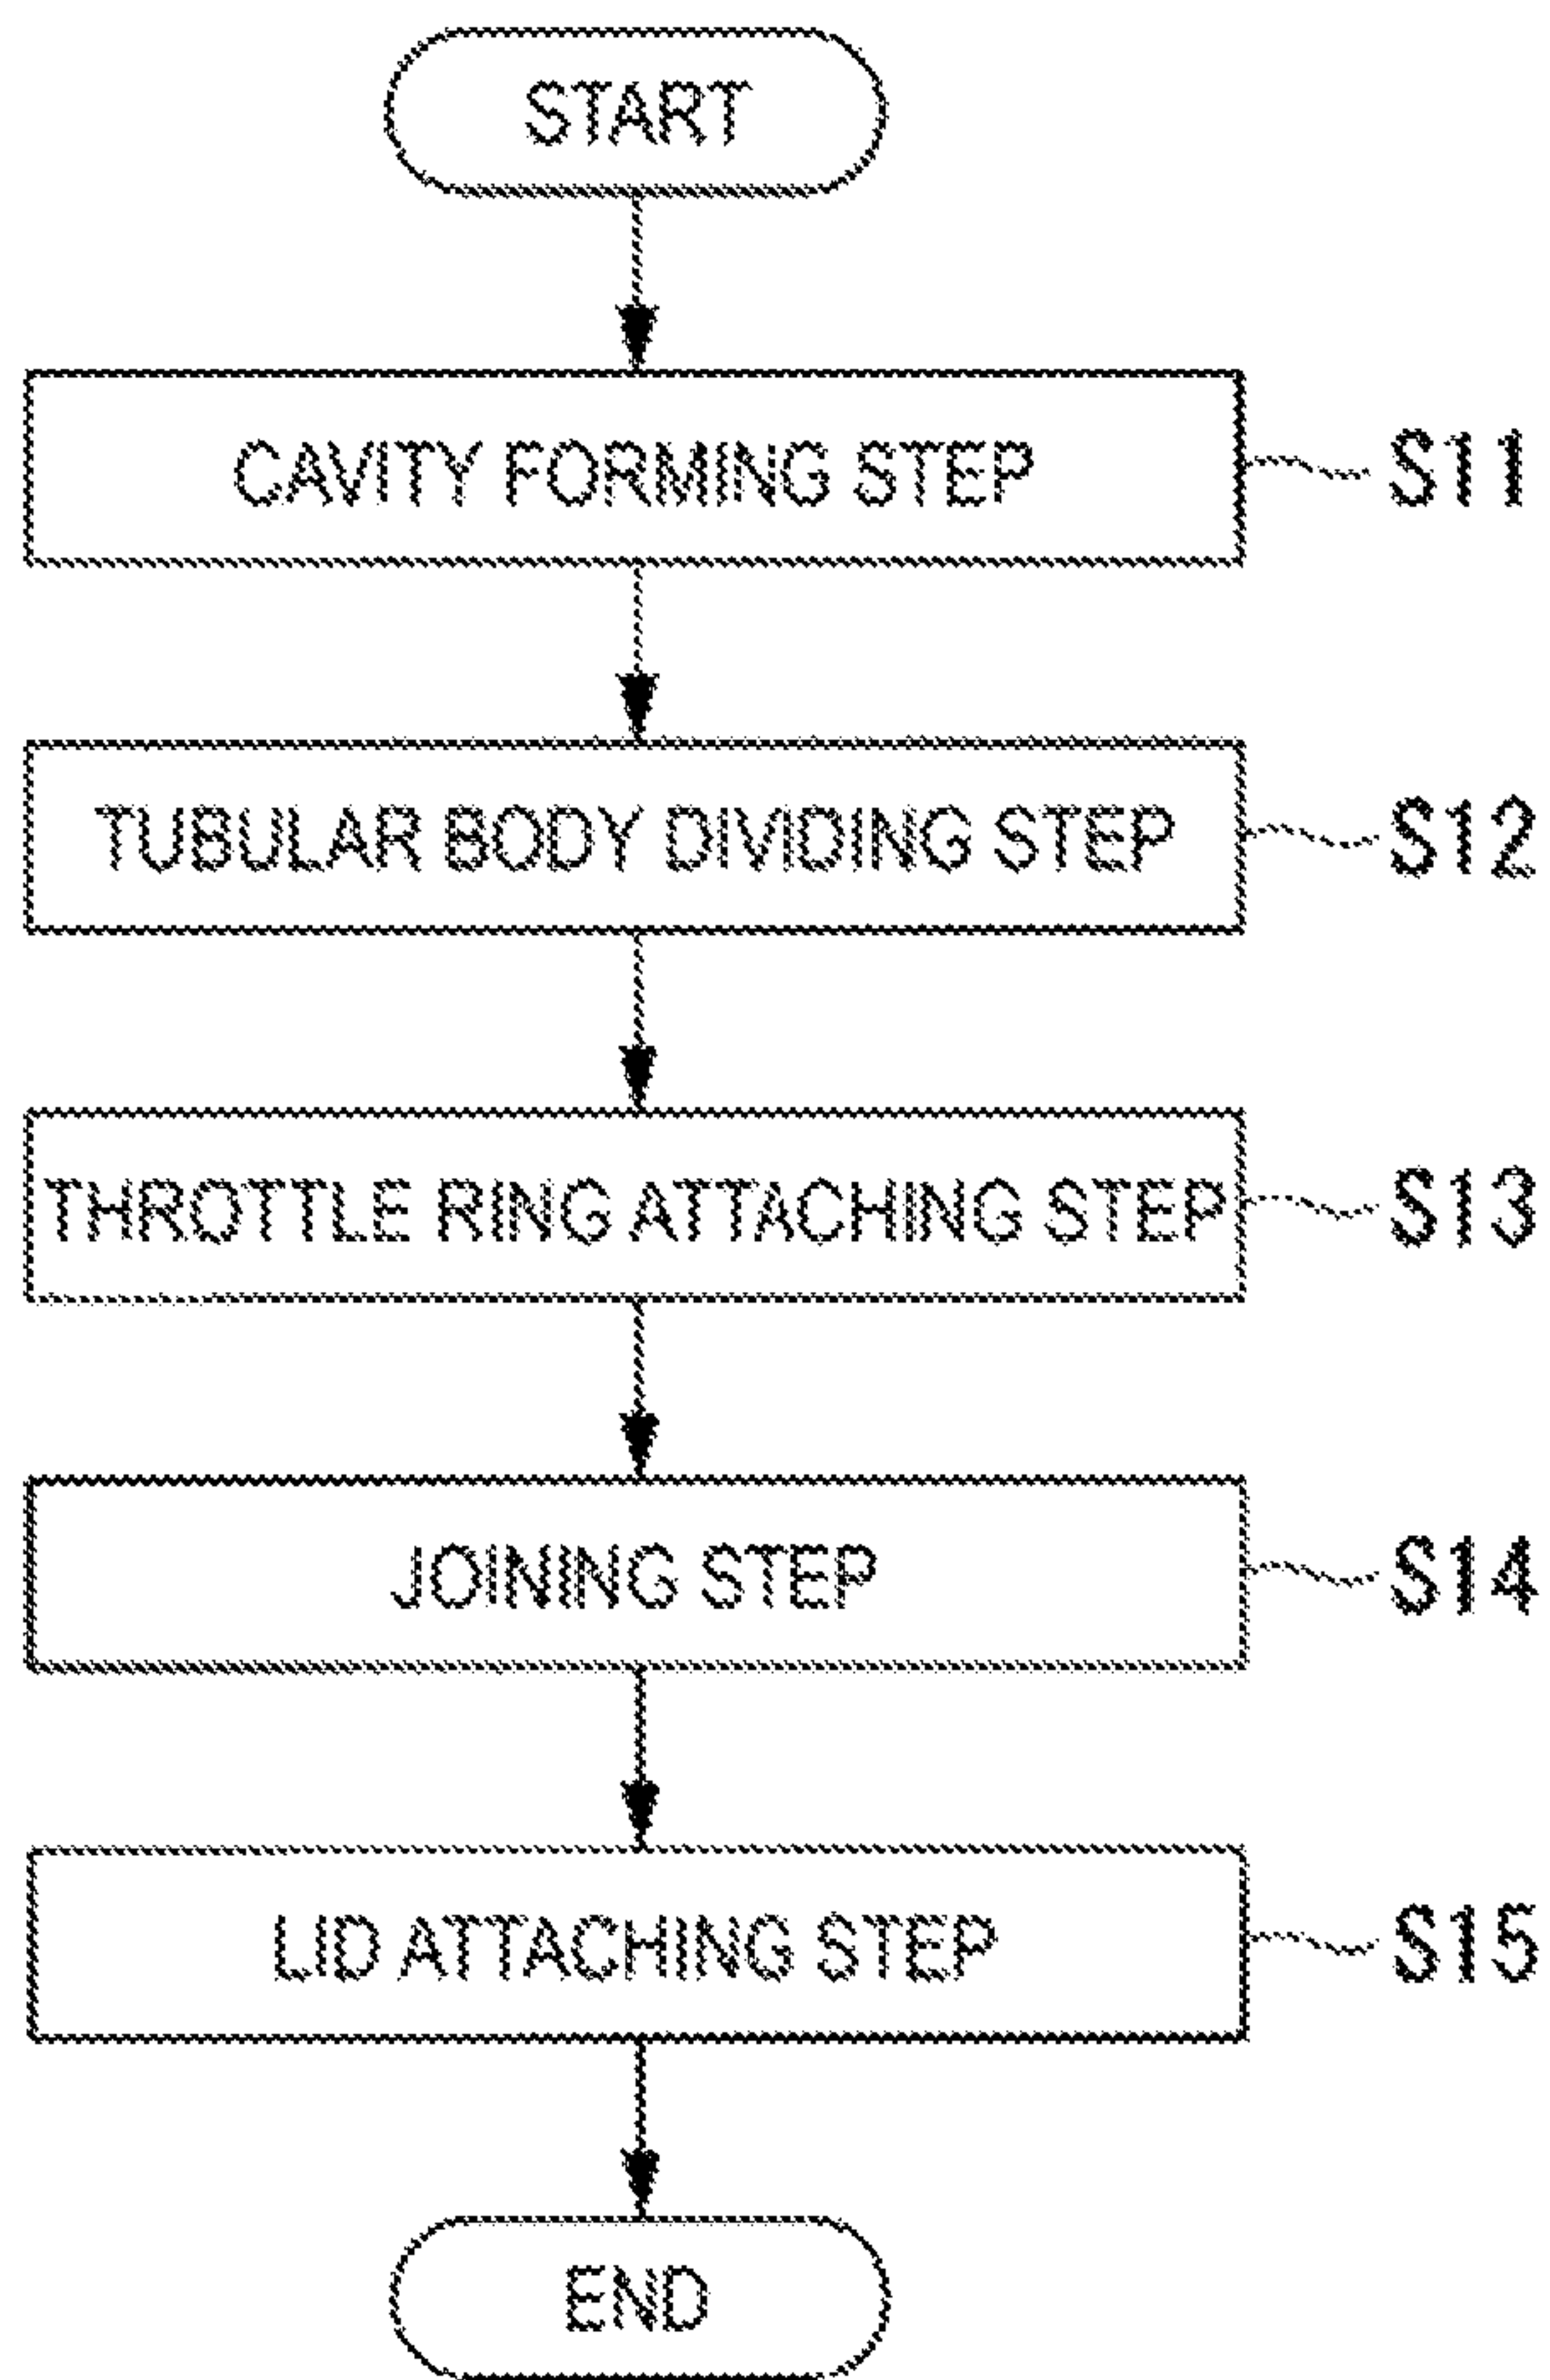 START
CAVITY FORMING STEP S11
TUBULAR BODY DIVIDING STEP S12
THROTTLE RING ATTACHING STEP S13
JOINING STEP S14
LID ATTACHING STEP S15
END